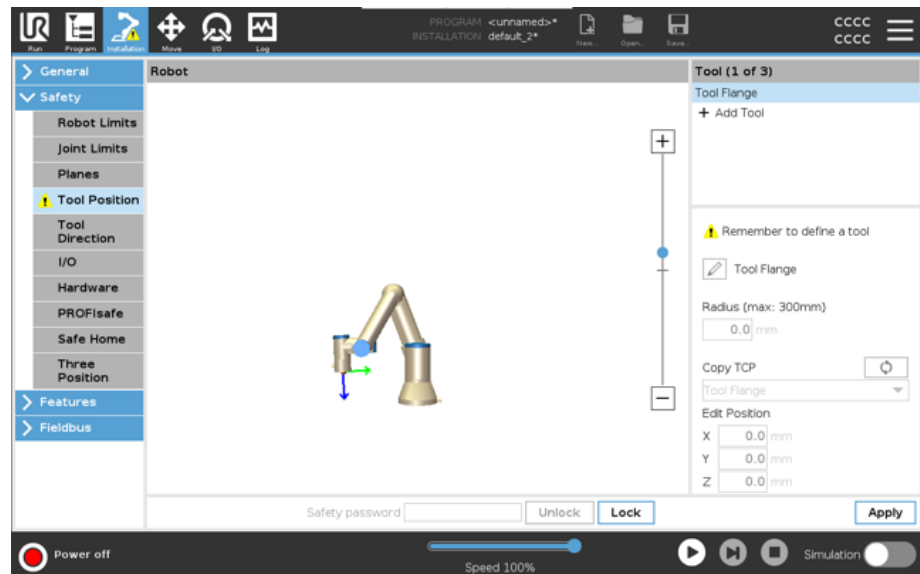 PROGRAM <unnamed>*
INSTALLATION default_2*
Run Program Installation Move I/O Log
New... Open... Save...
CCCC
CCCC
General
Safety
Robot Limits
Joint Limits
Planes
Tool Position
Tool
Direction
I/O
Hardware
PROFIsafe
Safe Home
Three
Position
Features
Fieldbus
Robot
Tool (1 of 3)
Tool Flange
+ Add Tool
Remember to define a tool
Tool Flange
Radius (max: 300mm)
0.0 mm
Copy TCP
Tool Flange
Edit Position
X 0.0 mm
Y 0.0 mm
Z 0.0 mm
Safety password Unlock Lock
Apply
Power off
Speed 100%
Simulation